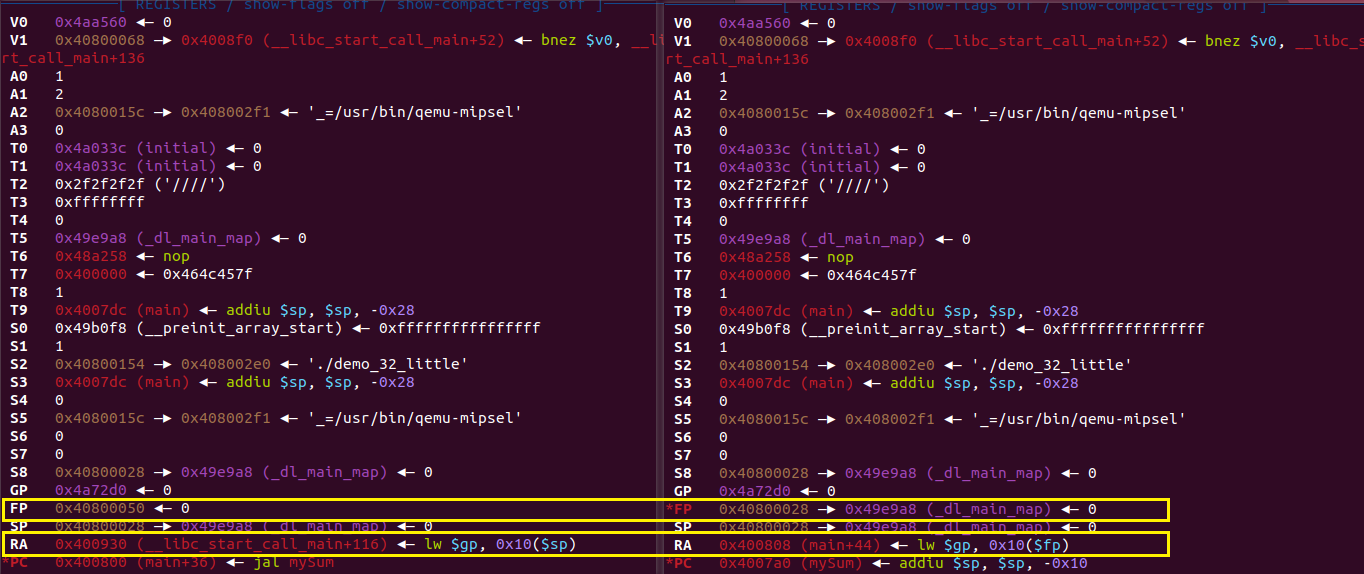 [ REGISTERS / show-flags off / show-compact-regs off ]
V0 0x4aa560 ◂— 0
V1 0x40800068 —▸ 0x4008f0 (__libc_start_call_main+52) ◂— bnez $v0, __li
rt_call_main+136
A0 1
A1 2
A2 0x4080015c —▸ 0x408002f1 ◂— '_=/usr/bin/qemu-mipsel'
A3 0
T0 0x4a033c (initial) ◂— 0
T1 0x4a033c (initial) ◂— 0
T2 0x2f2f2f2f ('////')
T3 0xffffffff
T4 0
T5 0x49e9a8 (_dl_main_map) ◂— 0
T6 0x48a258 ◂— nop
T7 0x400000 ◂— 0x464c457f
T8 1
T9 0x4007dc (main) ◂— addiu $sp, $sp, -0x28
S0 0x49b0f8 (__preinit_array_start) ◂— 0xffffffffffffffff
S1 1
S2 0x40800154 —▸ 0x408002e0 ◂— './demo_32_little'
S3 0x4007dc (main) ◂— addiu $sp, $sp, -0x28
S4 0
S5 0x4080015c —▸ 0x408002f1 ◂— '_=/usr/bin/qemu-mipsel'
S6 0
S7 0
S8 0x40800028 —▸ 0x49e9a8 (_dl_main_map) ◂— 0
GP 0x4a72d0 ◂— 0
FP 0x40800050 ◂— 0
SP 0x40800028 —▸ 0x49e9a8 (_dl_main_map) ◂— 0
RA 0x400930 (__libc_start_call_main+116) ◂— lw $gp, 0x10($sp)
*PC 0x400800 (main+36) ◂— jal mySum
[ REGISTERS / show-flags off / show-compact-regs off ]
V0 0x4aa560 ◂— 0
V1 0x40800068 —▸ 0x4008f0 (__libc_start_call_main+52) ◂— bnez $v0, __libc_s
rt_call_main+136
A0 1
A1 2
A2 0x4080015c —▸ 0x408002f1 ◂— '_=/usr/bin/qemu-mipsel'
A3 0
T0 0x4a033c (initial) ◂— 0
T1 0x4a033c (initial) ◂— 0
T2 0x2f2f2f2f ('////')
T3 0xffffffff
T4 0
T5 0x49e9a8 (_dl_main_map) ◂— 0
T6 0x48a258 ◂— nop
T7 0x400000 ◂— 0x464c457f
T8 1
T9 0x4007dc (main) ◂— addiu $sp, $sp, -0x28
S0 0x49b0f8 (__preinit_array_start) ◂— 0xffffffffffffffff
S1 1
S2 0x40800154 —▸ 0x408002e0 ◂— './demo_32_little'
S3 0x4007dc (main) ◂— addiu $sp, $sp, -0x28
S4 0
S5 0x4080015c —▸ 0x408002f1 ◂— '_=/usr/bin/qemu-mipsel'
S6 0
S7 0
S8 0x40800028 —▸ 0x49e9a8 (_dl_main_map) ◂— 0
GP 0x4a72d0 ◂— 0
*FP 0x40800028 —▸ 0x49e9a8 (_dl_main_map) ◂— 0
SP 0x40800028 —▸ 0x49e9a8 (_dl_main_map) ◂— 0
RA 0x400808 (main+44) ◂— lw $gp, 0x10($fp)
*PC 0x4007a0 (mySum) ◂— addiu $sp, $sp, -0x10